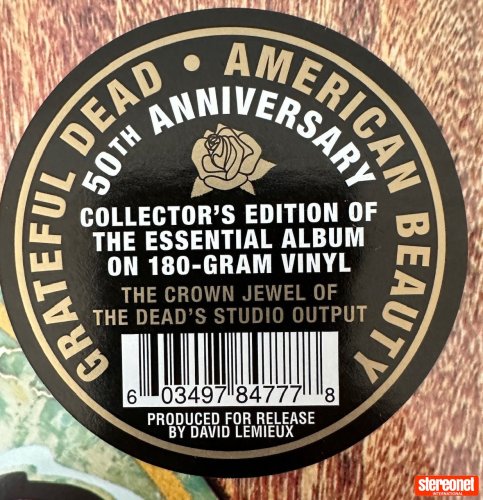 GRATEFUL DEAD • AMERICAN BEAUTY
50TH ANNIVERSARY
COLLECTOR'S EDITION OF
THE ESSENTIAL ALBUM
ON 180-GRAM VINYL
THE CROWN JEWEL OF
THE DEAD'S STUDIO OUTPUT
6 03497 84777 8
PRODUCED FOR RELEASE
BY DAVID LEMIEUX
stereonet
INTERNATIONAL